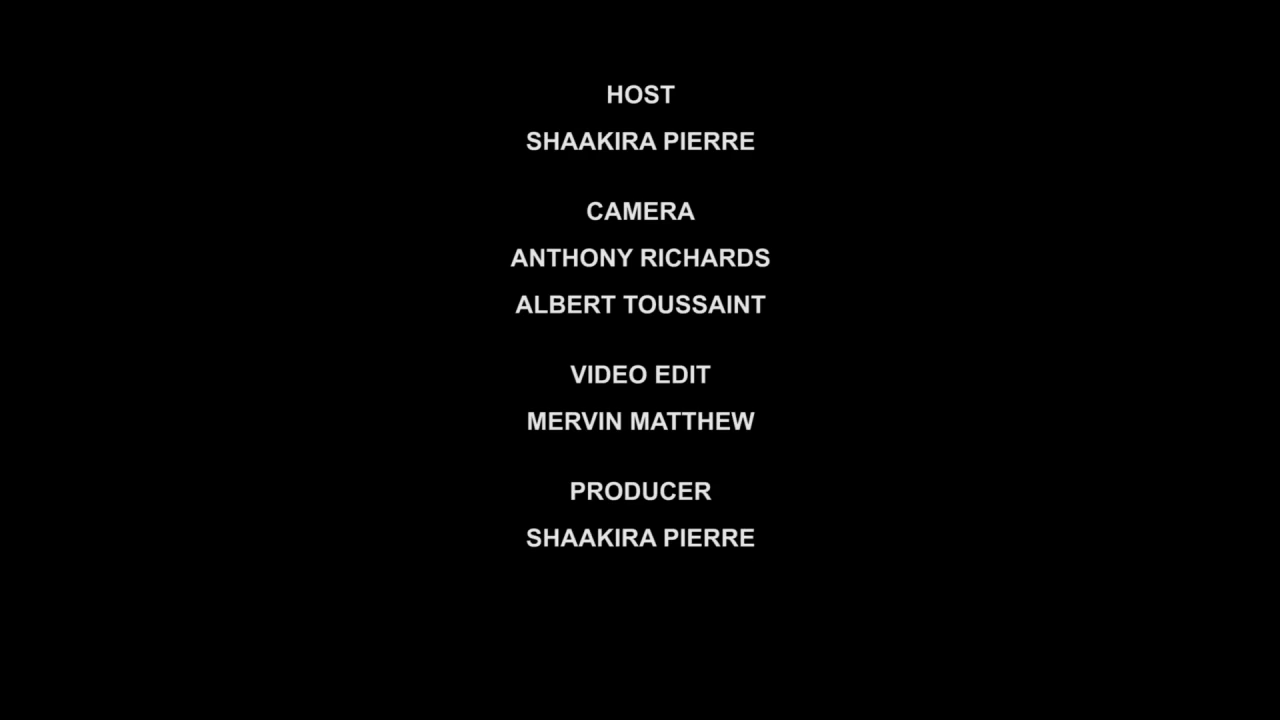 HOST
SHAAKIRA PIERRE
CAMERA
ANTHONY RICHARDS
ALBERT TOUSSAINT
VIDEO EDIT
MERVIN MATTHEW
PRODUCER
SHAAKIRA PIERRE